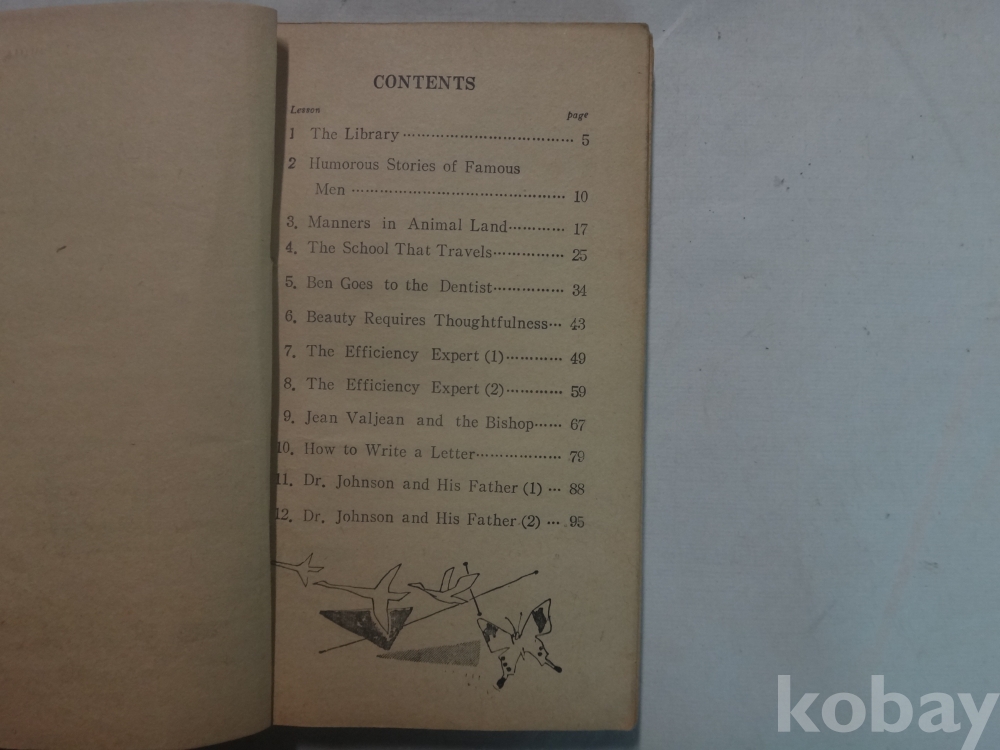 CONTENTS
Lesson page
1 The Library 5
2 Humorous Stories of Famous
Men 10
3. Manners in Animal Land 17
4. The School That Travels 25
5. Ben Goes to the Dentist 34
6. Beauty Requires Thoughtfulness 43
7. The Efficiency Expert (1) 49
8. The Efficiency Expert (2) 59
9. Jean Valjean and the Bishop 67
10. How to Write a Letter 79
11. Dr. Johnson and His Father (1) 88
12. Dr. Johnson and His Father (2) 95
kobay